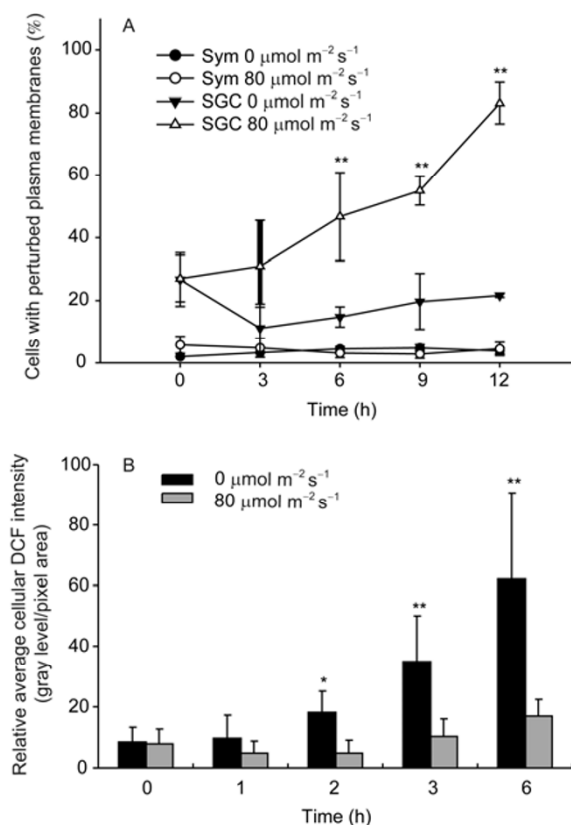 A
Sym 0 μmol m⁻² s⁻¹
Sym 80 μmol m⁻² s⁻¹
SGC 0 μmol m⁻² s⁻¹
SGC 80 μmol m⁻² s⁻¹
Cells with perturbed plasma membranes (%)
100
80
60
40
20
0
** ** **
0 3 6 9 12
Time (h)
B
0 μmol m⁻² s⁻¹
80 μmol m⁻² s⁻¹
Relative average cellular DCF intensity
(gray level/pixel area)
100
80
60
40
20
0
* ** **
0 1 2 3 6
Time (h)